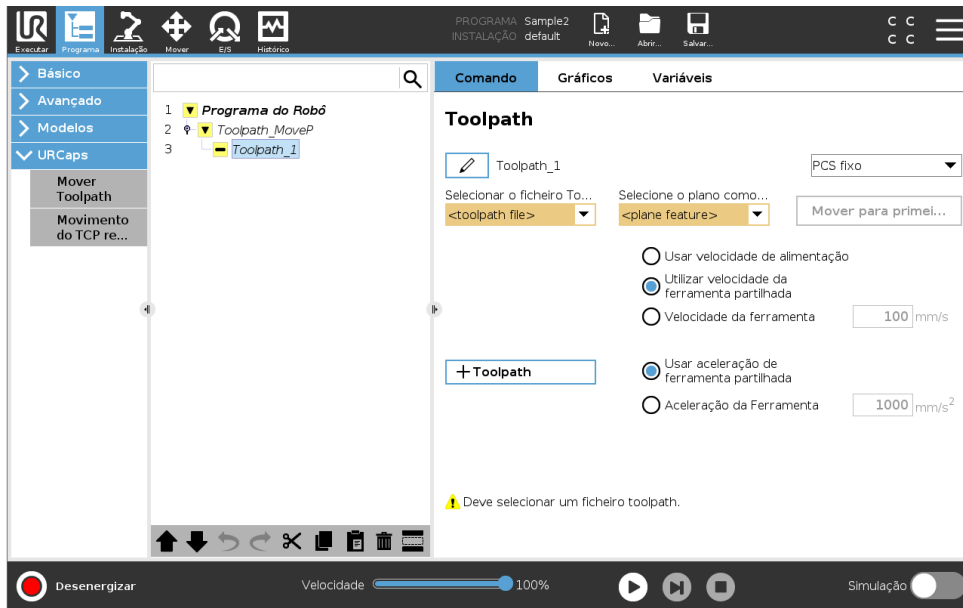 UR
Executar
Programa
Instalação
Mover
E/S
Histórico
PROGRAMA Sample2
INSTALAÇÃO default
Novo...
Abrir...
Salvar...
C C
C C
Básico
Avançado
Modelos
URCaps
Mover
Toolpath
Movimento
do TCP re...
1 Programa do Robô
2 Toolpath_MoveP
3 Toolpath_1
Comando Gráficos Variáveis
Toolpath
Toolpath_1
PCS fixo
Selecionar o ficheiro To...
Selecione o plano como...
<toolpath file>
<plane feature>
Mover para primei...
Usar velocidade de alimentação
Utilizar velocidade da
ferramenta partilhada
Velocidade da ferramenta 100 mm/s
+Toolpath
Usar aceleração de
ferramenta partilhada
Aceleração da Ferramenta 1000 mm/s²
Deve selecionar um ficheiro toolpath.
Desenergizar
Velocidade 100%
Simulação